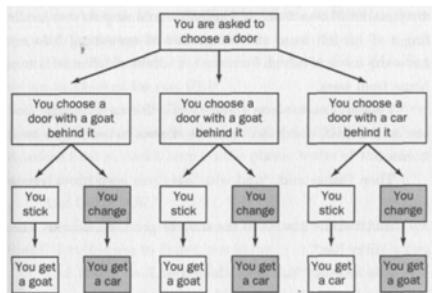 You are asked to
choose a door
You choose a
door with a goat
behind it
You choose a
door with a goat
behind it
You choose a
door with a car
behind it
You
stick
You
change
You
stick
You
change
You
stick
You
change
You get
a goat
You get
a car
You get
a goat
You get
a car
You get
a car
You get
a goat